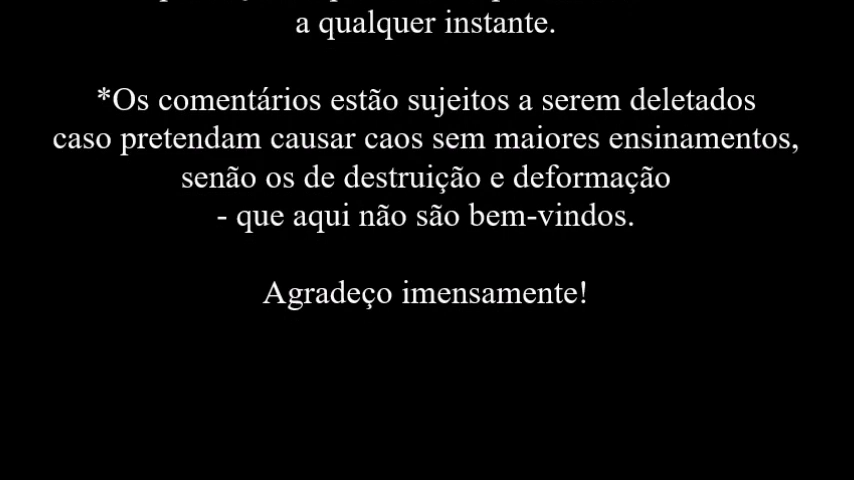 a qualquer instante.
*Os comentários estão sujeitos a serem deletados
caso pretendam causar caos sem maiores ensinamentos,
senão os de destruição e deformação
- que aqui não são bem-vindos.
Agradeço imensamente!